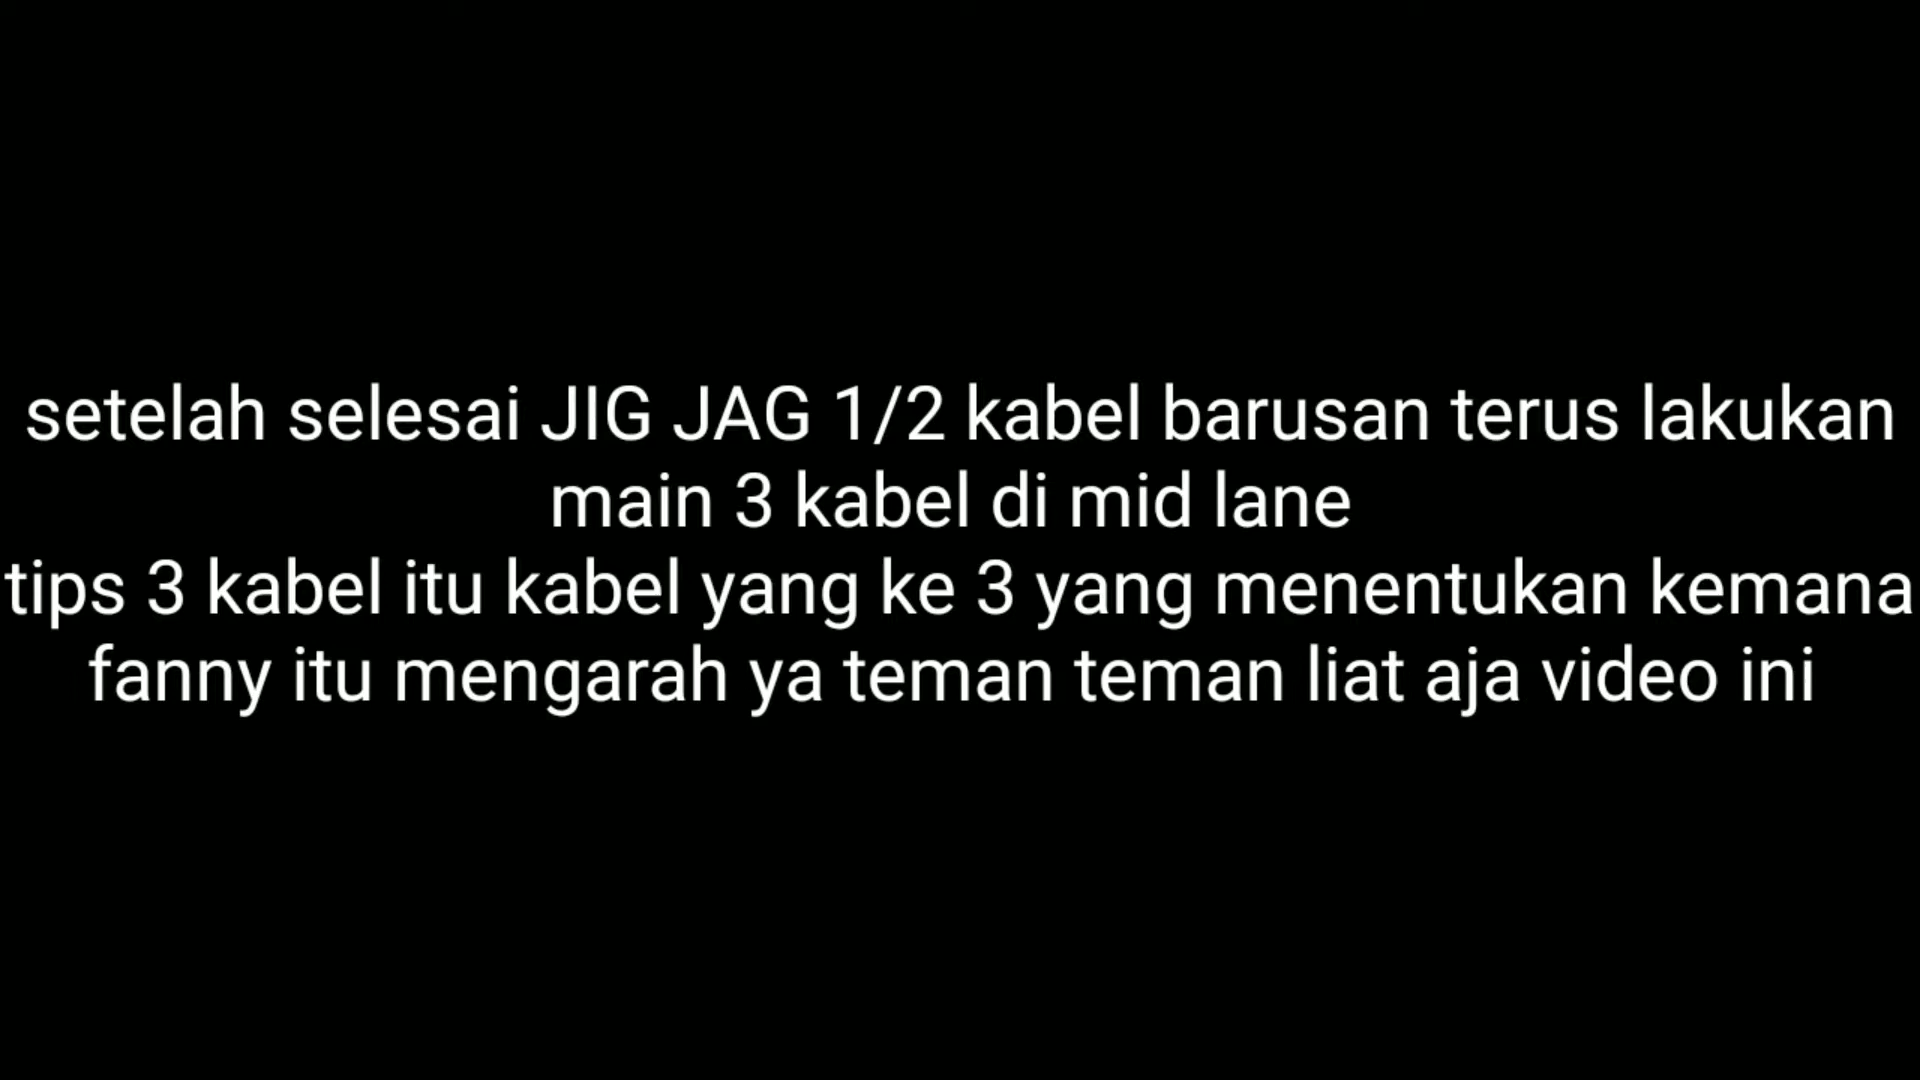 setelah selesai JIG JAG 1/2 kabel barusan terus lakukan
main 3 kabel di mid lane
tips 3 kabel itu kabel yang ke 3 yang menentukan kemana
fanny itu mengarah ya teman teman liat aja video ini